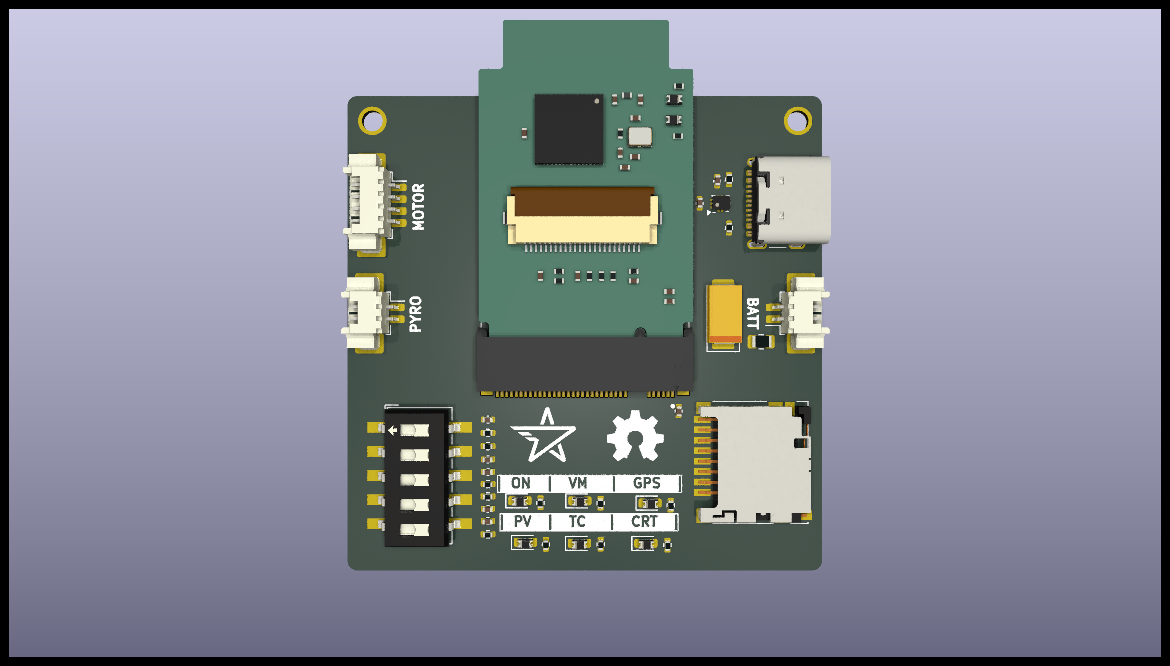 MOTOR
PYRO
BATT
ON VM GPS
PV TC CRT